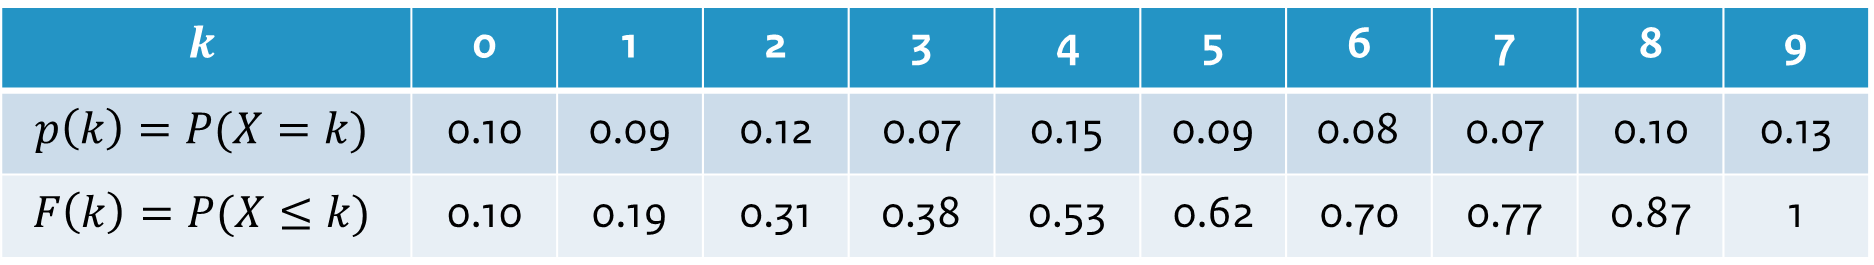 k 0 1 2 3 4 5 6 7 8 9
p(k) = P(X = k) 0.10 0.09 0.12 0.07 0.15 0.09 0.08 0.07 0.10 0.13
F(k) = P(X ≤ k) 0.10 0.19 0.31 0.38 0.53 0.62 0.70 0.77 0.87 1